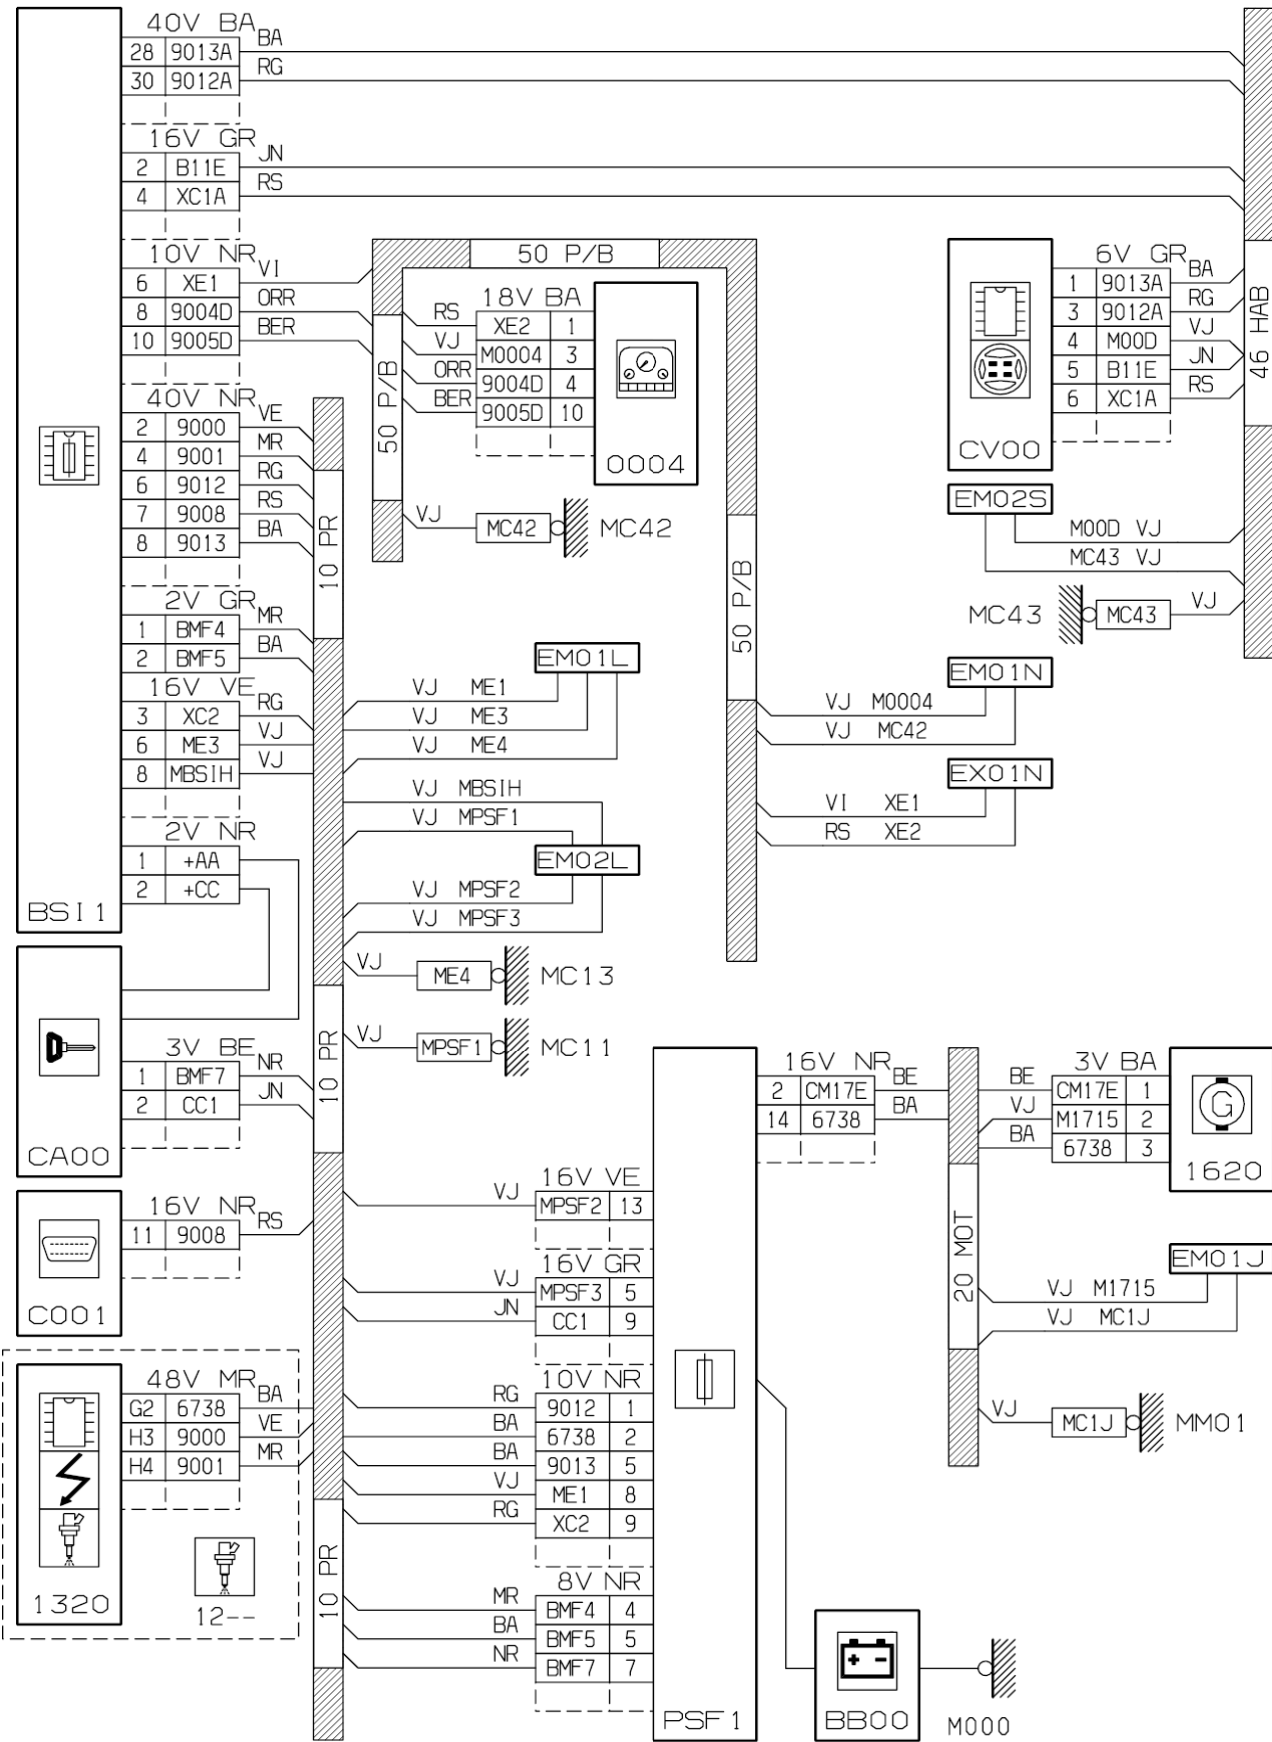 40V BA
28 9013A BA
30 9012A RG
16V GR
2 B11E JN
4 XC1A RS
10V NR
6 XE1 VI
8 9004D ORR
10 9005D BER
40V NR
2 9000 VE
4 9001 MR
6 9012 RG
7 9008 RS
8 9013 BA
2V GR
1 BMF4 MR
2 BMF5 BA
16V VE
3 XC2 RG
6 ME3 VJ
8 MBSIH VJ
2V NR
1 +AA
2 +CC
BSI1
3V BE
1 BMF7 NR
2 CC1 JN
CA00
16V NR
11 9008 RS
C001
48V MR
G2 6738 BA
H3 9000 VE
H4 9001 MR
1320
12--
10 PR
10 PR
10 PR
50 P/B
50 P/B
50 P/B
18V BA
RS XE2 1
VJ M0004 3
ORR 9004D 4
BER 9005D 10
0004
VJ MC42 MC42
EM01L
VJ ME1
VJ ME3
VJ ME4
VJ MBSIH
VJ MPSF1
EM02L
VJ MPSF2
VJ MPSF3
VJ ME4 MC13
VJ MPSF1 MC11
46 HAB
6V GR
1 9013A BA
3 9012A RG
4 M00D VJ
5 B11E JN
6 XC1A RS
CV00
EM02S
M00D VJ
MC43 VJ
MC43 MC43 VJ
EM01N
VJ M0004
VJ MC42
EX01N
VI XE1
RS XE2
16V NR
2 CM17E BE
14 6738 BA
16V VE
VJ MPSF2 13
16V GR
VJ MPSF3 5
JN CC1 9
10V NR
RG 9012 1
BA 6738 2
BA 9013 5
VJ ME1 8
RG XC2 9
8V NR
MR BMF4 4
BA BMF5 5
NR BMF7 7
PSF1
20 MOT
3V BA
BE CM17E 1
VJ M1715 2
BA 6738 3
G
1620
EM01J
VJ M1715
VJ MC1J
VJ MC1J MM01
+ -
BB00
M000